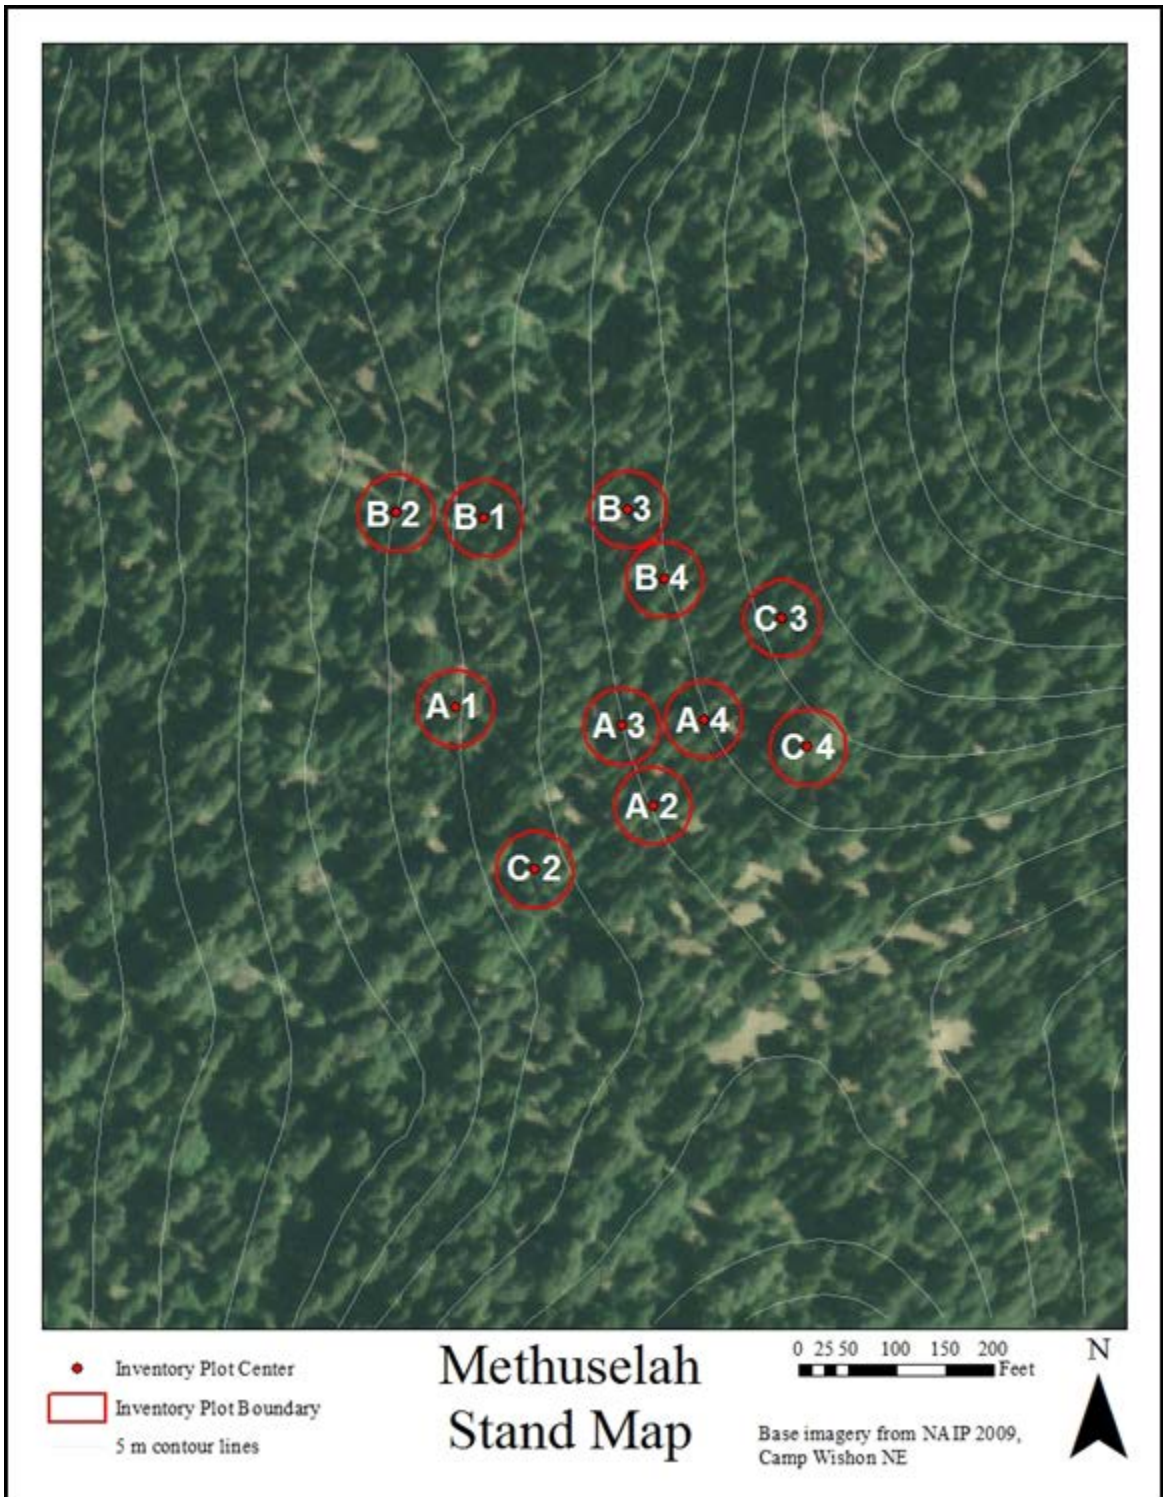 B 2
B 1
B 3
B 4
C 3
A 1
A 3
A 4
C 4
A 2
C 2
Inventory Plot Center
Inventory Plot Boundary
5 m contour lines
Methuselah
Stand Map
0 25 50 100 150 200
Feet
N
Base imagery from NAIP 2009,
Camp Wishon NE